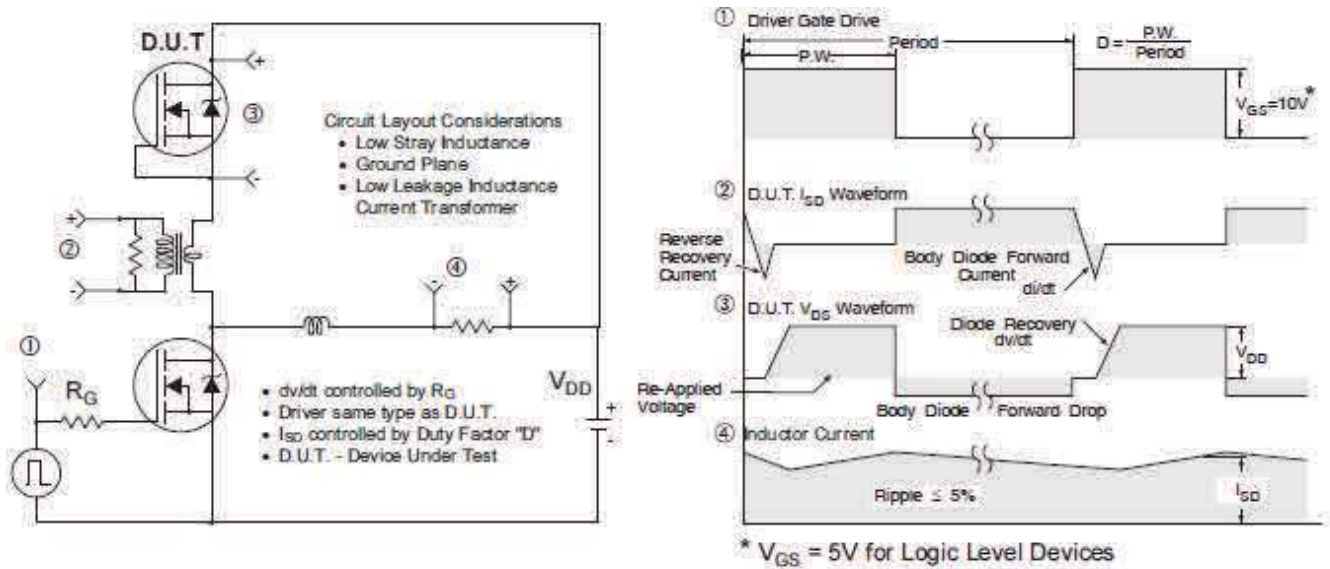 D.U.T
+
③
-
Circuit Layout Considerations
• Low Stray Inductance
• Ground Plane
• Low Leakage Inductance
Current Transformer
+
②
-
④
-
+
①
RG
VDD
+
-
• dv/dt controlled by RG
• Driver same type as D.U.T.
• ISD controlled by Duty Factor "D"
• D.U.T. - Device Under Test
① Driver Gate Drive
Period
P.W.
D = P.W.
Period
VGS=10V*
② D.U.T. ISD Waveform
Reverse
Recovery
Current
Body Diode Forward
Current
di/dt
③ D.U.T. VDS Waveform
Diode Recovery
dv/dt
VDD
Re-Applied
Voltage
Body Diode Forward Drop
④ Inductor Current
Ripple ≤ 5%
ISD
* VGS = 5V for Logic Level Devices